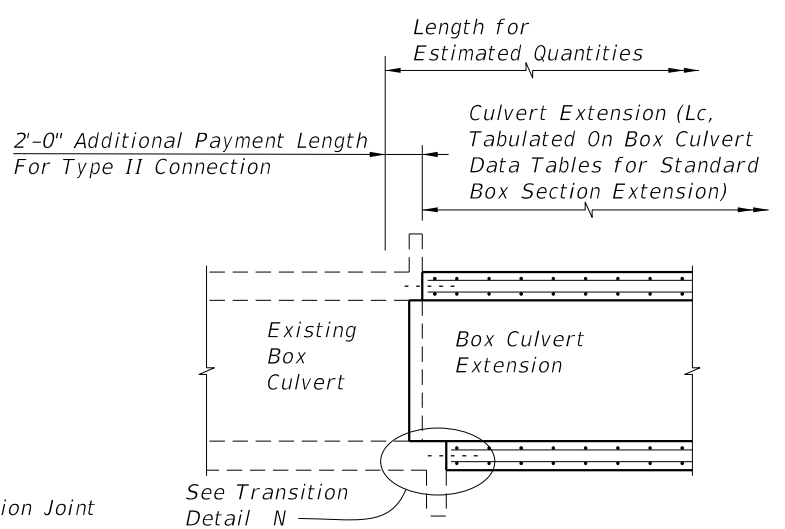 Length for
Estimated Quantities
Culvert Extension (Lc,
Tabulated On Box Culvert
Data Tables for Standard
Box Section Extension)
2'-0" Additional Payment Length
For Type II Connection
Existing
Box
Culvert
Box Culvert
Extension
See Transition
Detail N
ion Joint